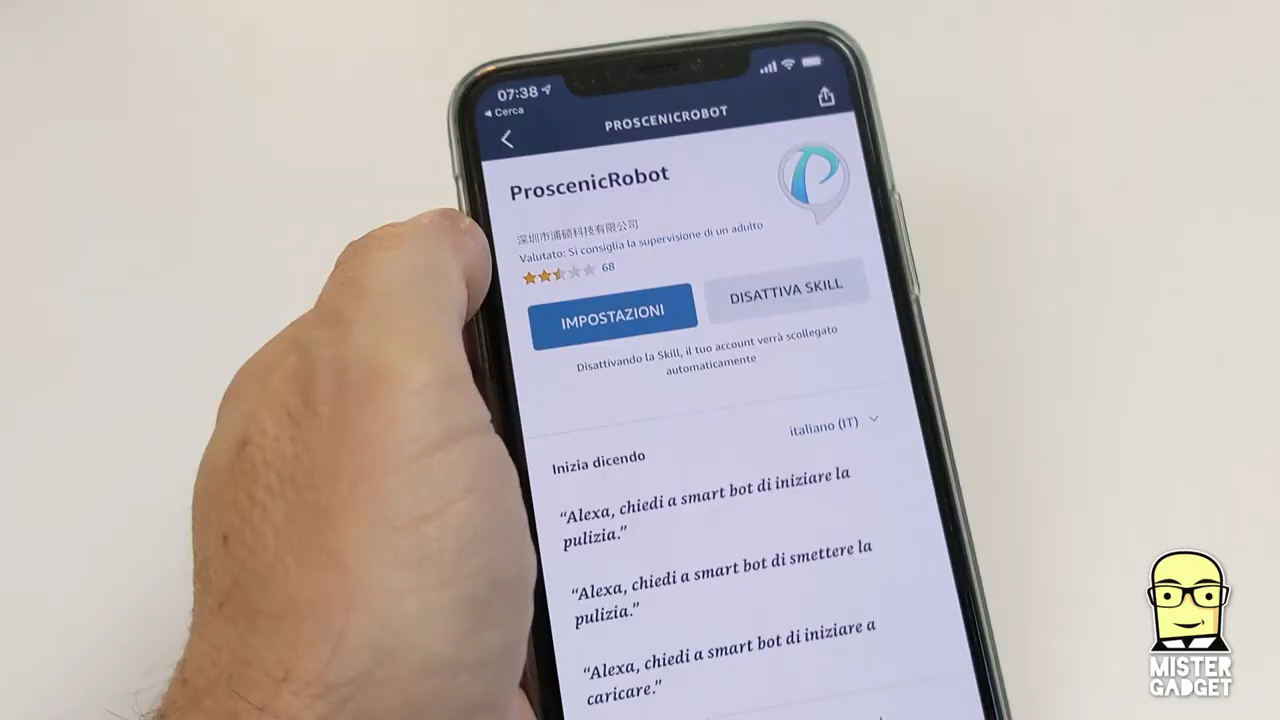 07:38
Cerca
PROSCENICROBOT
ProscenicRobot
深圳市浦硕科技有限公司
Valutato: Si consiglia la supervisione di un adulto
68
IMPOSTAZIONI
DISATTIVA SKILL
Disattivando la Skill, il tuo account verrà scollegato
automaticamente
italiano (IT)
Inizia dicendo
“Alexa, chiedi a smart bot di iniziare la
pulizia.”
“Alexa, chiedi a smart bot di smettere la
pulizia.”
“Alexa, chiedi a smart bot di iniziare a
caricare.”
MISTER
GADGET